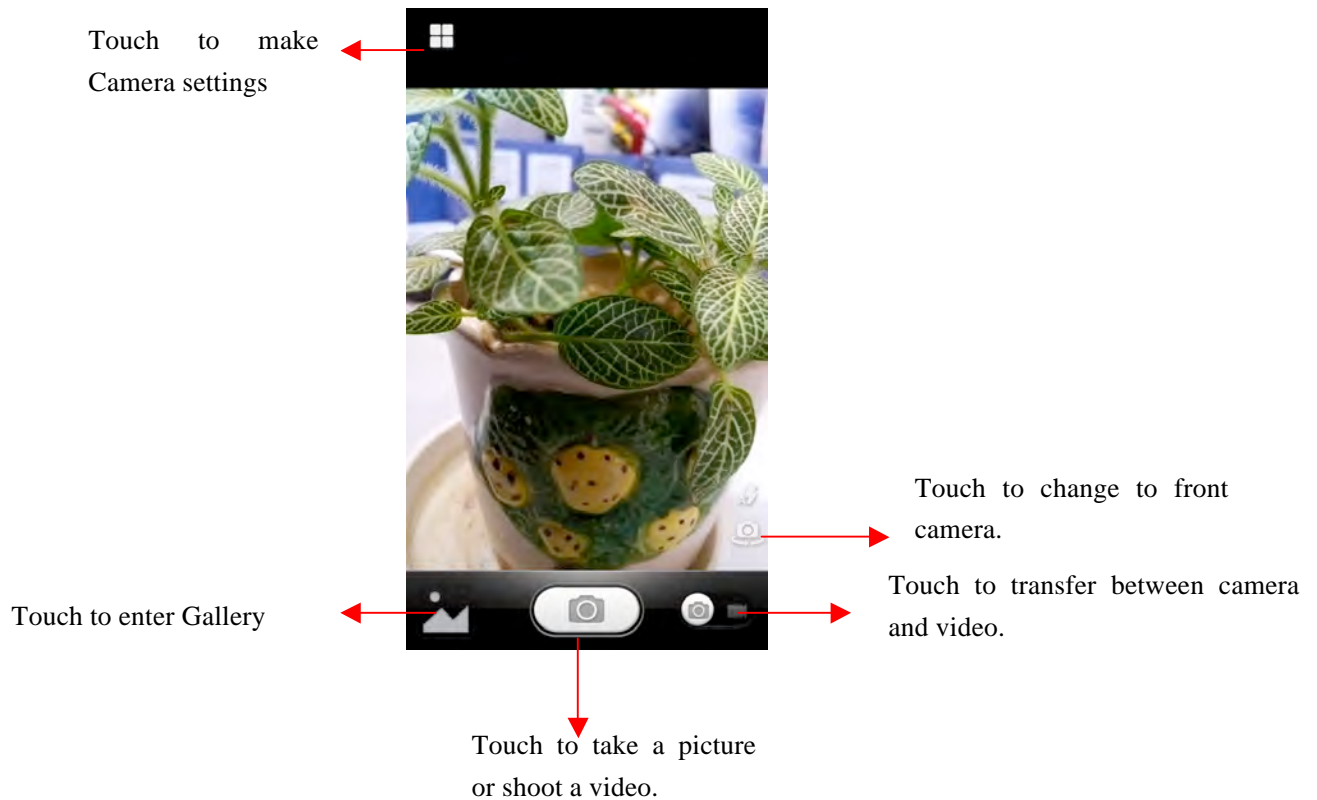 Touch to make
Camera settings
Touch to change to front
camera.
Touch to enter Gallery
Touch to transfer between camera
and video.
Touch to take a picture
or shoot a video.